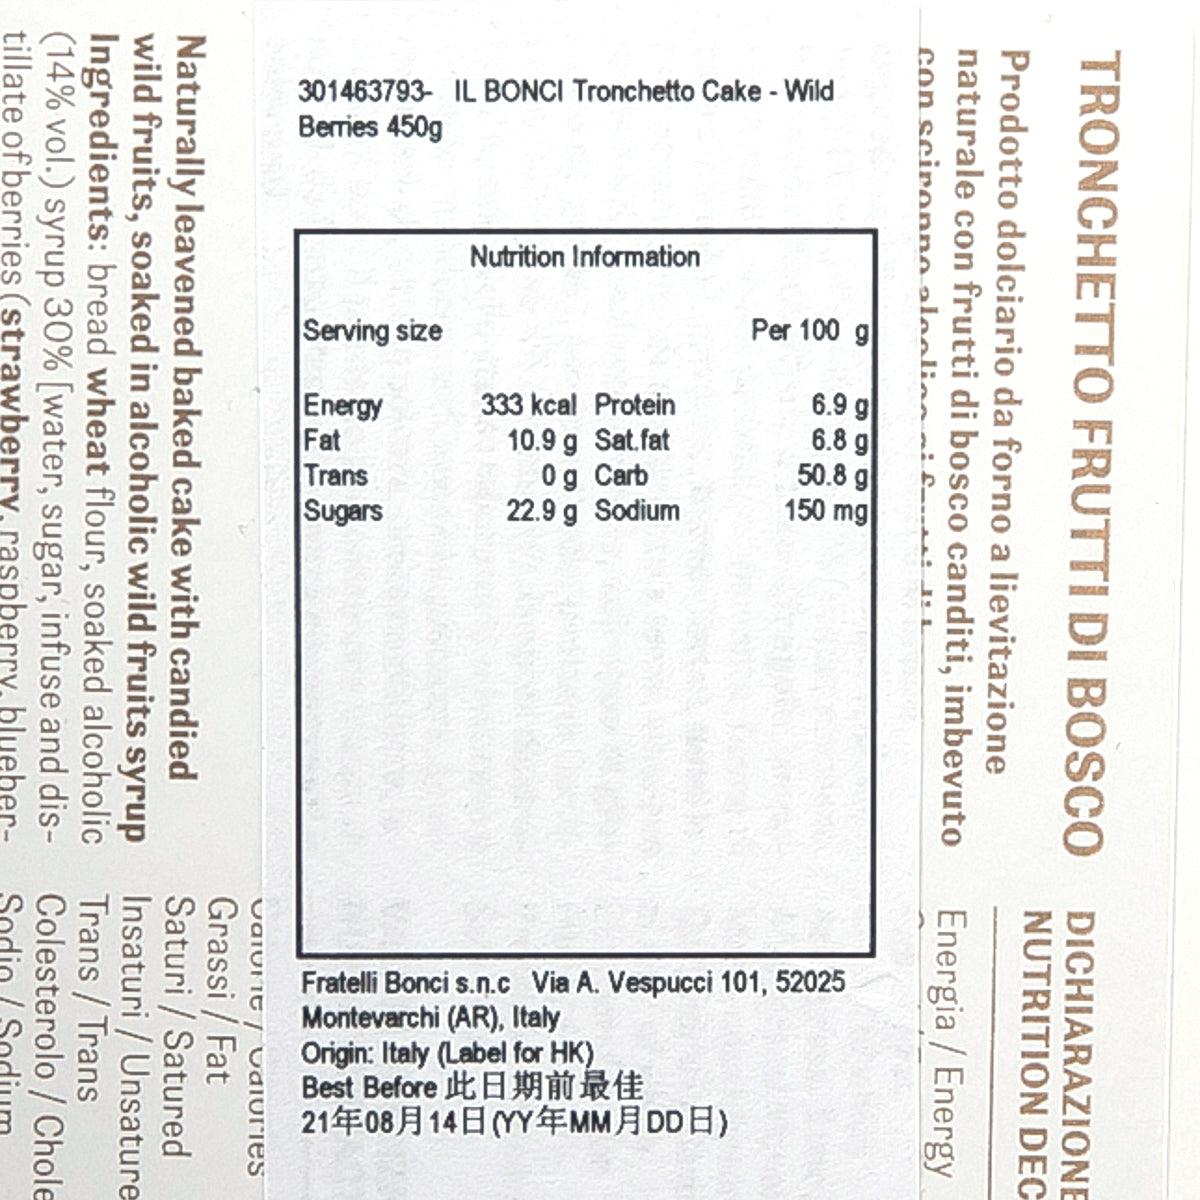 301463793-   IL BONCI Tronchetto Cake - Wild
Berries 450g
Nutrition Information
Serving size Per 100 g
Energy 333 kcal Protein 6.9 g
Fat 10.9 g Sat.fat 6.8 g
Trans 0 g Carb 50.8 g
Sugars 22.9 g Sodium 150 mg
Fratelli Bonci s.n.c   Via A. Vespucci 101, 52025
Montevarchi (AR), Italy
Origin: Italy (Label for HK)
Best Before 此日期前最佳
21年08月14日(YY年MM月DD日)
TRONCHETTO FRUTTI DI BOSCO
Prodotto dolciario da forno a lievitazione
naturale con frutti di bosco canditi, imbevuto
DICHIARAZIONE
NUTRITION DEC
Energia / Energy
Naturally leavened baked cake with candied
wild fruits, soaked in alcoholic wild fruits syrup
Ingredients: bread wheat flour, soaked alcoholic
(14% vol.) syrup 30% [water, sugar, infuse and dis-
tillate of berries (strawberry, raspberry, blueber-
Calories
Grassi / Fat
Saturi / Satured
Insaturi / Unsature
Trans / Trans
Colesterolo / Chole
Sodio / Sodium